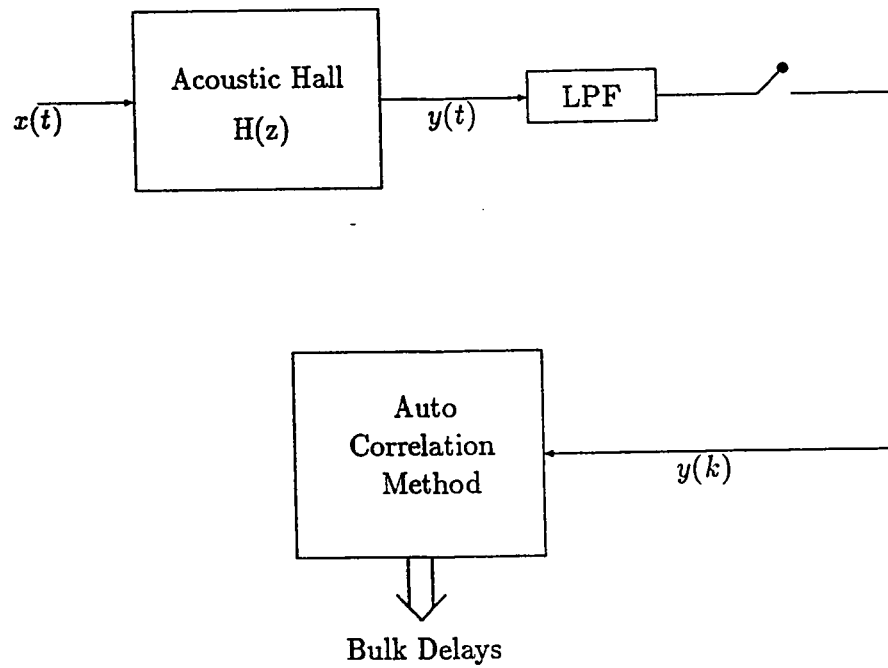 Acoustic Hall
H(z)
x(t)
y(t)
LPF
Auto
Correlation
Method
y(k)
Bulk Delays